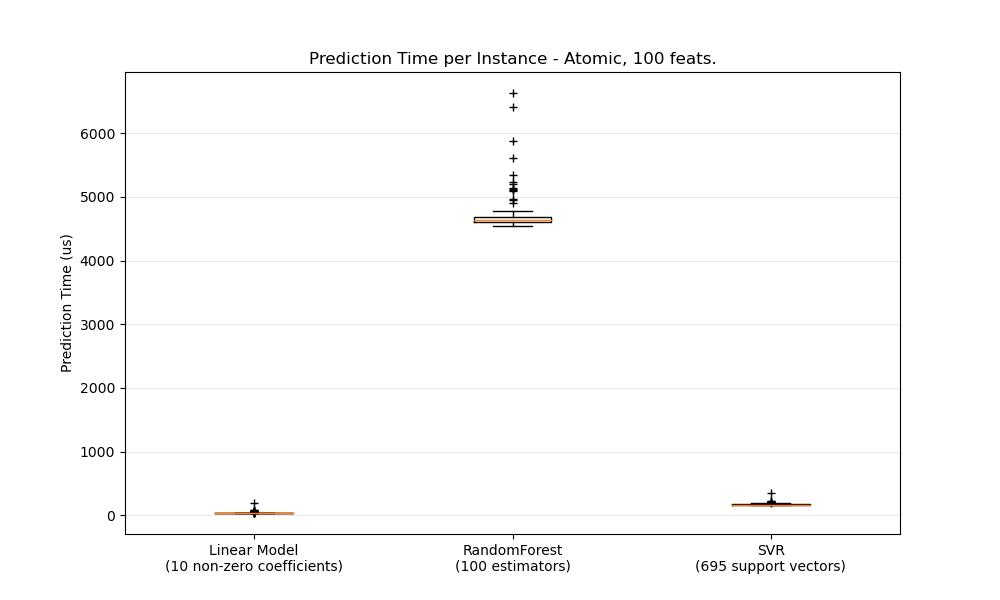 Prediction Time per Instance - Atomic, 100 feats.
Prediction Time (us)
6000
5000
4000
3000
2000
1000
0
Linear Model
(10 non-zero coefficients)
RandomForest
(100 estimators)
SVR
(695 support vectors)